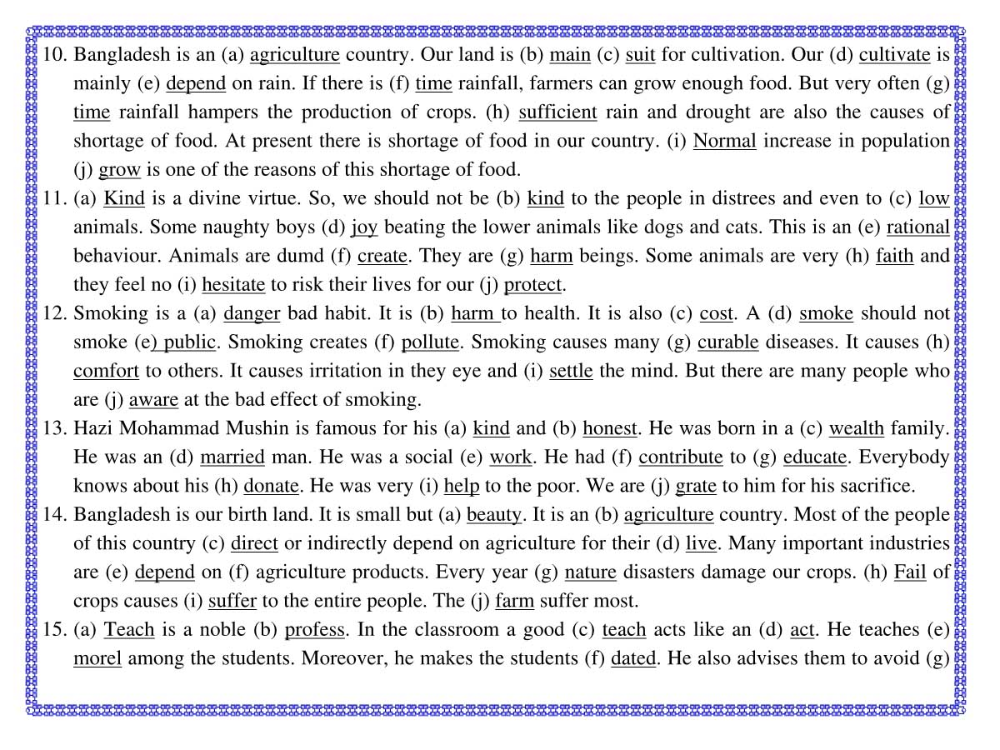 10. Bangladesh is an (a) agriculture country. Our land is (b) main (c) suit for cultivation. Our (d) cultivate is
mainly (e) depend on rain. If there is (f) time rainfall, farmers can grow enough food. But very often (g)
time rainfall hampers the production of crops. (h) sufficient rain and drought are also the causes of
shortage of food. At present there is shortage of food in our country. (i) Normal increase in population
(j) grow is one of the reasons of this shortage of food.
11. (a) Kind is a divine virtue. So, we should not be (b) kind to the people in distrees and even to (c) low
animals. Some naughty boys (d) joy beating the lower animals like dogs and cats. This is an (e) rational
behaviour. Animals are dumd (f) create. They are (g) harm beings. Some animals are very (h) faith and
they feel no (i) hesitate to risk their lives for our (j) protect.
12. Smoking is a (a) danger bad habit. It is (b) harm to health. It is also (c) cost. A (d) smoke should not
smoke (e) public. Smoking creates (f) pollute. Smoking causes many (g) curable diseases. It causes (h)
comfort to others. It causes irritation in they eye and (i) settle the mind. But there are many people who
are (j) aware at the bad effect of smoking.
13. Hazi Mohammad Mushin is famous for his (a) kind and (b) honest. He was born in a (c) wealth family.
He was an (d) married man. He was a social (e) work. He had (f) contribute to (g) educate. Everybody
knows about his (h) donate. He was very (i) help to the poor. We are (j) grate to him for his sacrifice.
14. Bangladesh is our birth land. It is small but (a) beauty. It is an (b) agriculture country. Most of the people
of this country (c) direct or indirectly depend on agriculture for their (d) live. Many important industries
are (e) depend on (f) agriculture products. Every year (g) nature disasters damage our crops. (h) Fail of
crops causes (i) suffer to the entire people. The (j) farm suffer most.
15. (a) Teach is a noble (b) profess. In the classroom a good (c) teach acts like an (d) act. He teaches (e)
morel among the students. Moreover, he makes the students (f) dated. He also advises them to avoid (g)